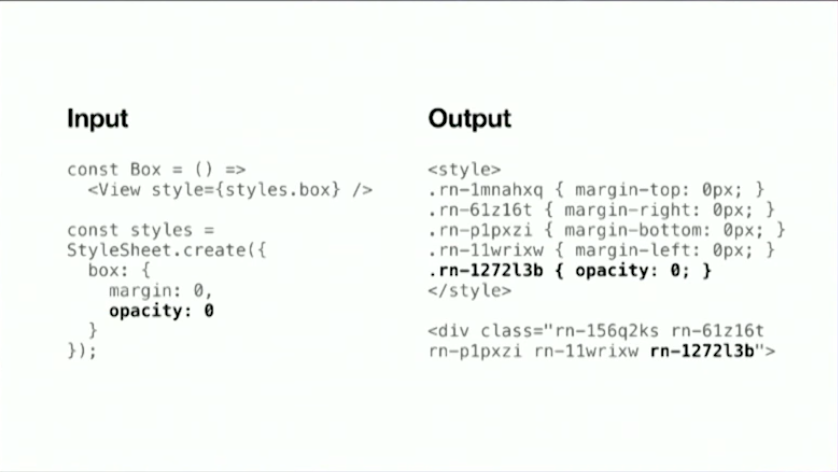 Input
const Box = () =>
  <View style={styles.box} />
const styles =
StyleSheet.create({
  box: {
    margin: 0,
    opacity: 0
  }
});
Output
<style>
.rn-1mnahxq { margin-top: 0px; }
.rn-61z16t { margin-right: 0px; }
.rn-p1pxzi { margin-bottom: 0px; }
.rn-11wrixw { margin-left: 0px; }
.rn-1272l3b { opacity: 0; }
</style>
<div class="rn-156q2ks rn-61z16t
rn-p1pxzi rn-11wrixw rn-1272l3b">